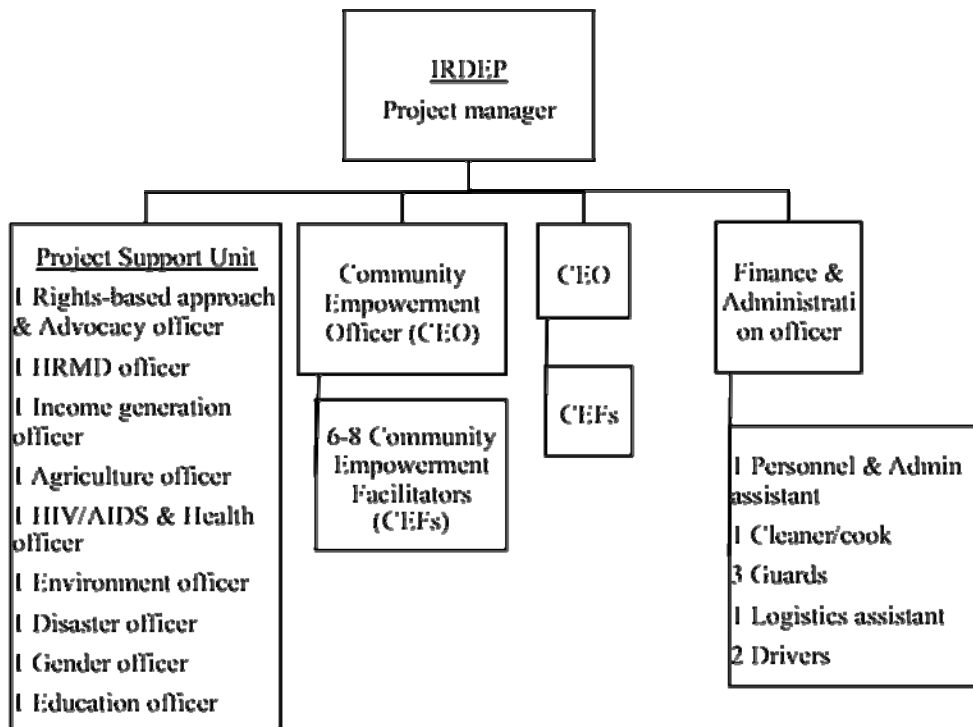 IRDEP
Project manager
Project Support Unit
1 Rights-based approach
& Advocacy officer
1 HRMD officer
1 Income generation
officer
1 Agriculture officer
1 HIV/AIDS & Health
officer
1 Environment officer
1 Disaster officer
1 Gender officer
1 Education officer
Community
Empowerment
Officer (CEO)
6-8 Community
Empowerment
Facilitators
(CEFs)
CEO
CEFs
Finance &
Administrati
on officer
1 Personnel & Admin
assistant
1 Cleaner/cook
3 Guards
1 Logistics assistant
2 Drivers